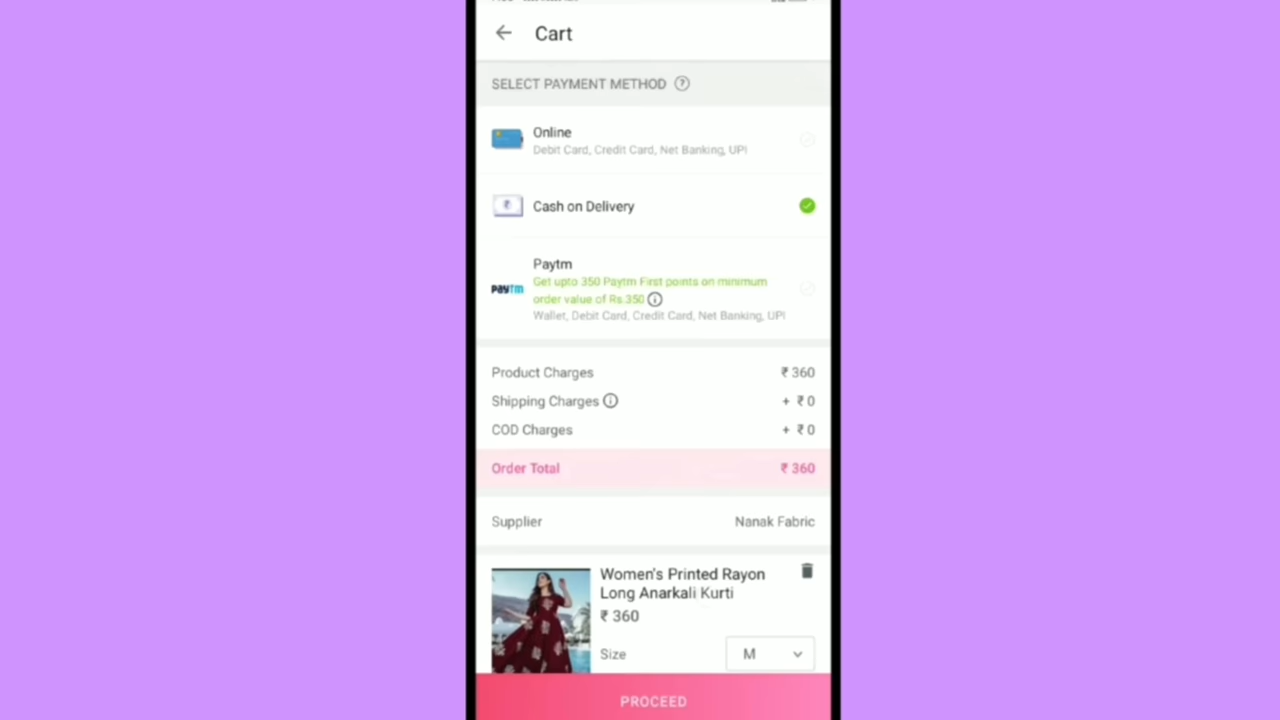 Cart
SELECT PAYMENT METHOD ?
Online
Debit Card, Credit Card, Net Banking, UPI
₹
Cash on Delivery
Paytm
Get upto 350 Paytm First points on minimum
paytm
order value of Rs.350
Wallet, Debit Card, Credit Card, Net Banking, UPI
Product Charges ₹ 360
Shipping Charges + ₹ 0
COD Charges + ₹ 0
Order Total ₹ 360
Supplier Nanak Fabric
Women's Printed Rayon
Long Anarkali Kurti
₹ 360
Size M
PROCEED